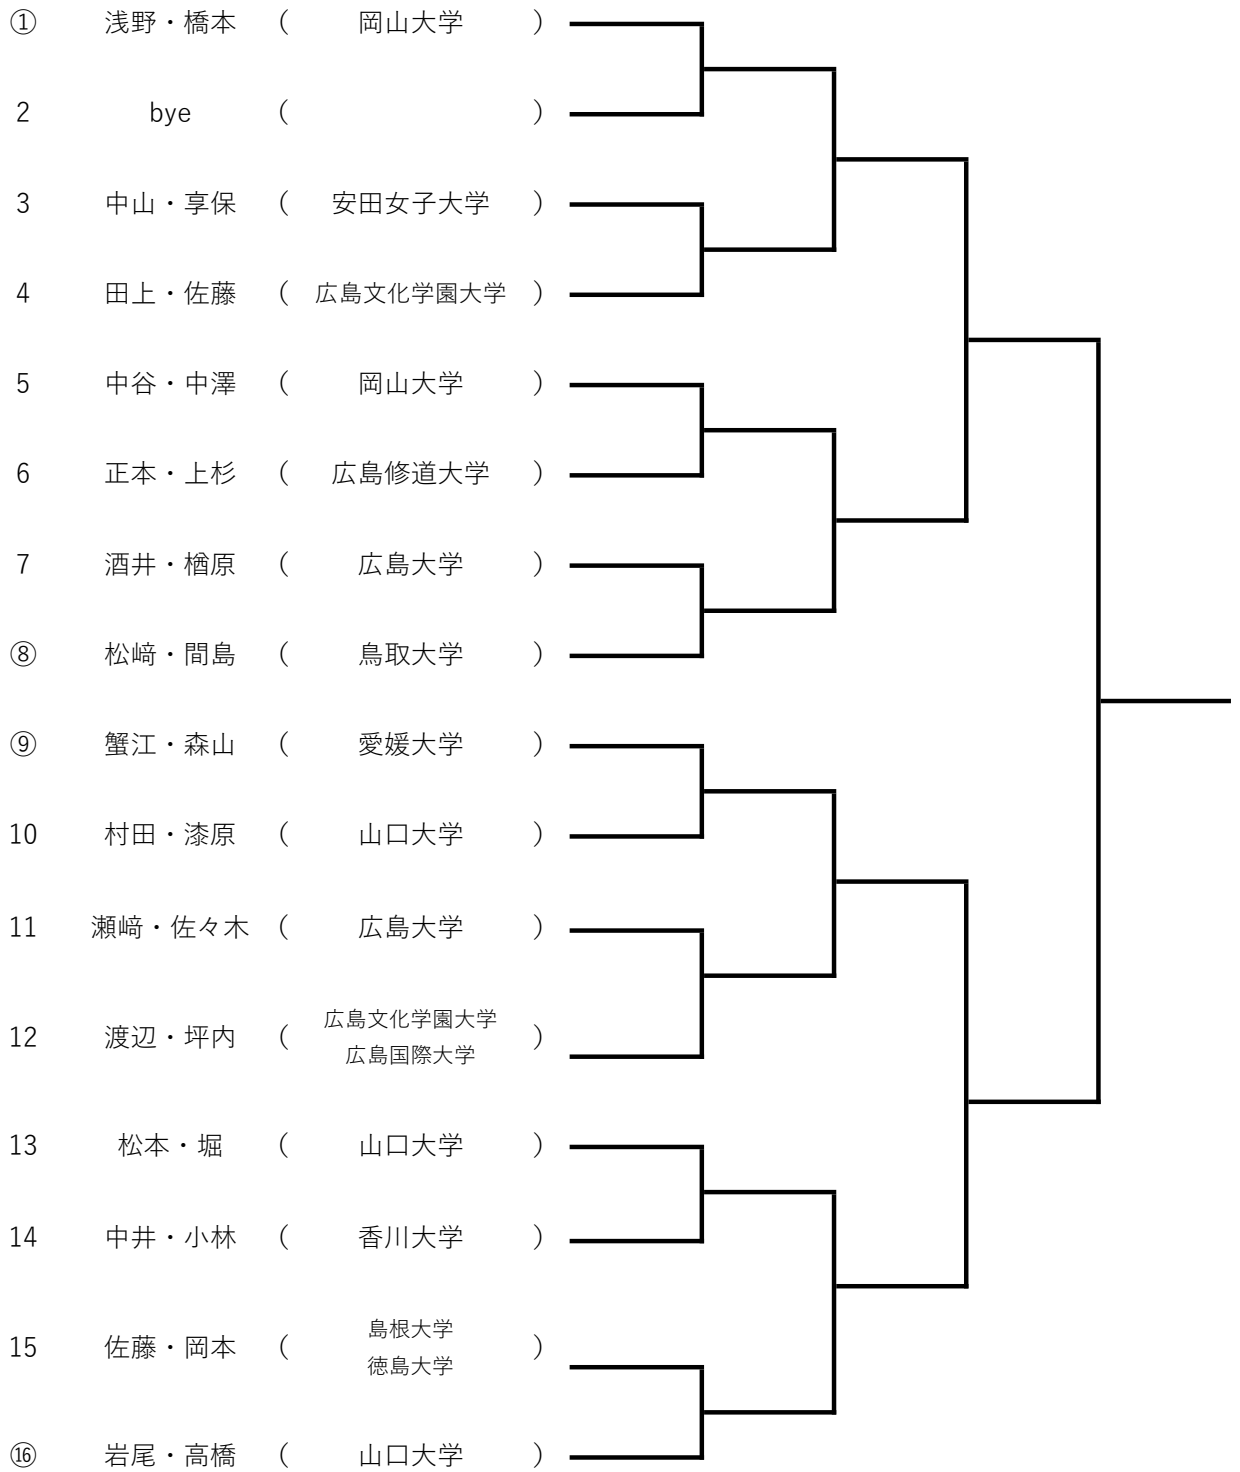 ① 浅野・橋本 ( 岡山大学 )
2 bye ( )
3 中山・享保 ( 安田女子大学 )
4 田上・佐藤 ( 広島文化学園大学 )
5 中谷・中澤 ( 岡山大学 )
6 正本・上杉 ( 広島修道大学 )
7 酒井・楢原 ( 広島大学 )
⑧ 松﨑・間島 ( 鳥取大学 )
⑨ 蟹江・森山 ( 愛媛大学 )
10 村田・漆原 ( 山口大学 )
11 瀬﨑・佐々木 ( 広島大学 )
12 渡辺・坪内 ( 広島文化学園大学
広島国際大学 )
13 松本・堀 ( 山口大学 )
14 中井・小林 ( 香川大学 )
15 佐藤・岡本 ( 島根大学
徳島大学 )
⑯ 岩尾・高橋 ( 山口大学 )